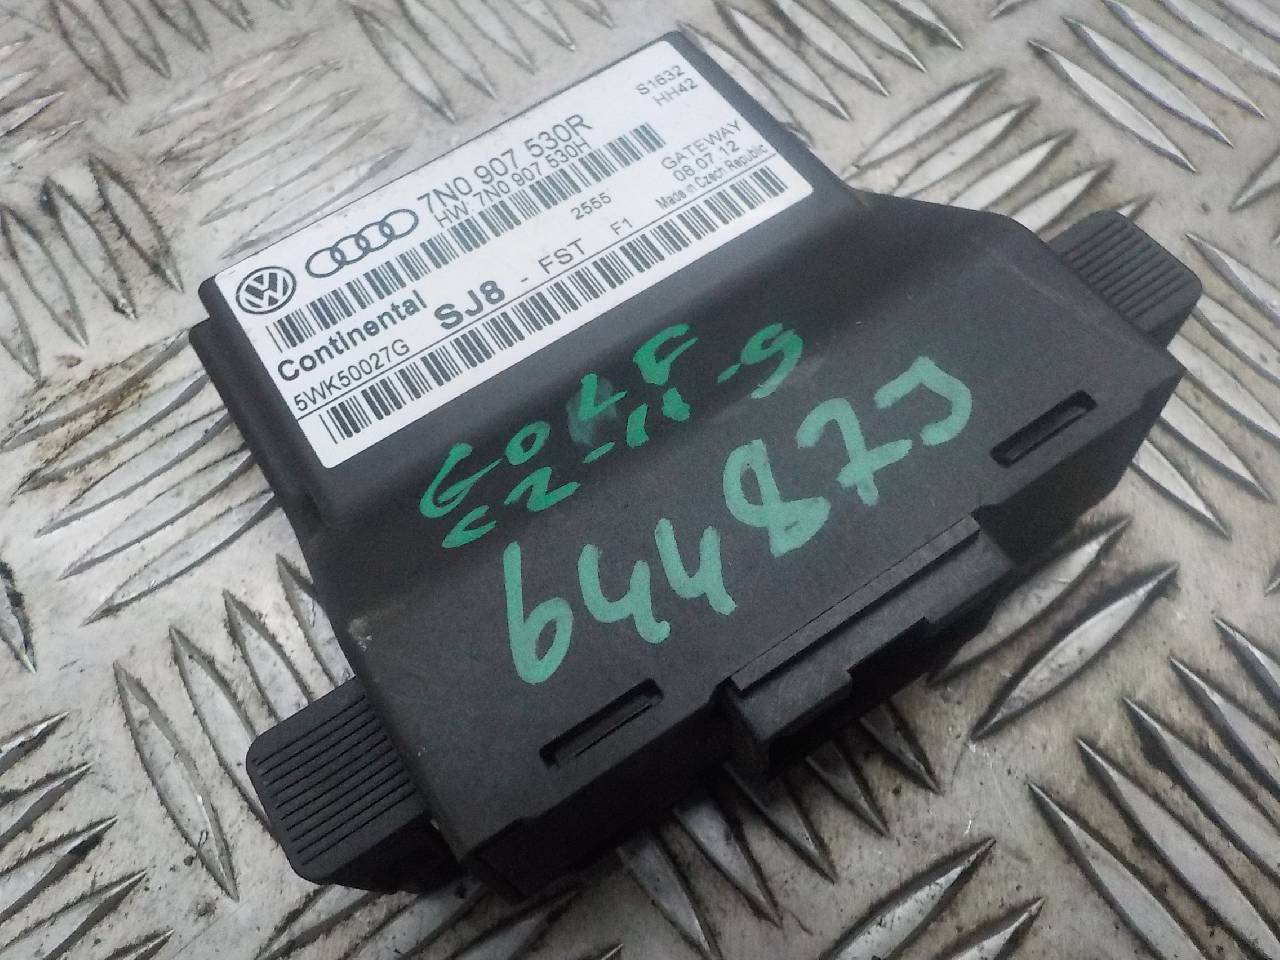 S1632
HH42
7N0 907 530R
HW-7N0 907 530H
GATEWAY
08.07.12
Made in Czech Republic
2555
F1
Continental
SJ8 - FST
5WK50027G
GOLF
644873